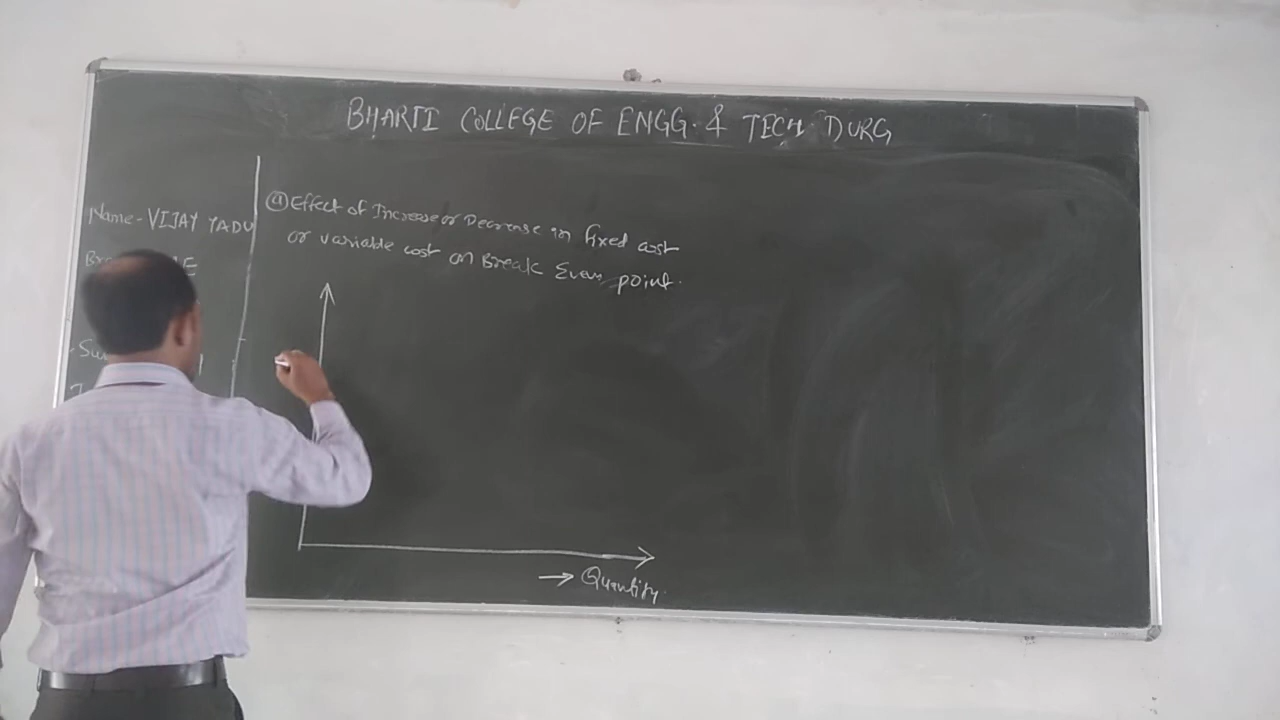 BHARTI COLLEGE OF ENGG. & TECH. DURG
Name - VIJAY YADU
④ Effect of Increase or Decrease in fixed cost
or variable cost on Break Even point.
→ Quantity